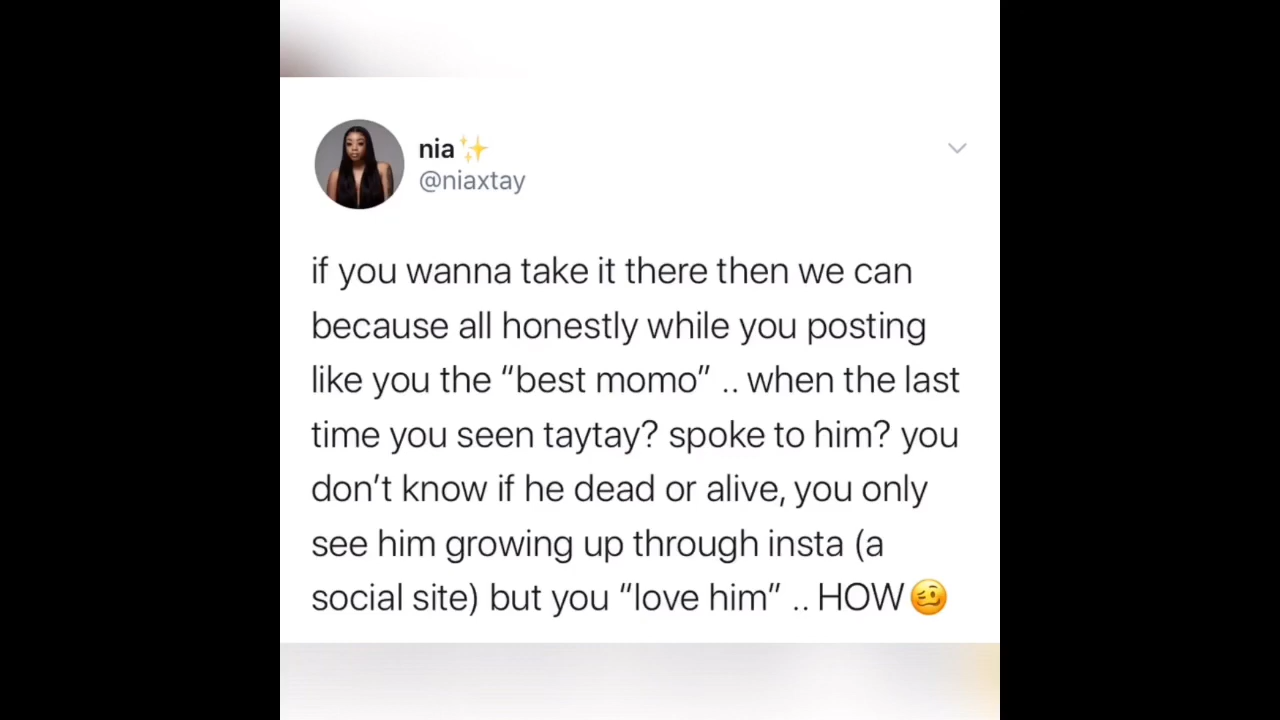 nia✨
@niaxtay
if you wanna take it there then we can
because all honestly while you posting
like you the “best momo” .. when the last
time you seen taytay? spoke to him? you
don’t know if he dead or alive, you only
see him growing up through insta (a
social site) but you “love him” .. HOW🥴